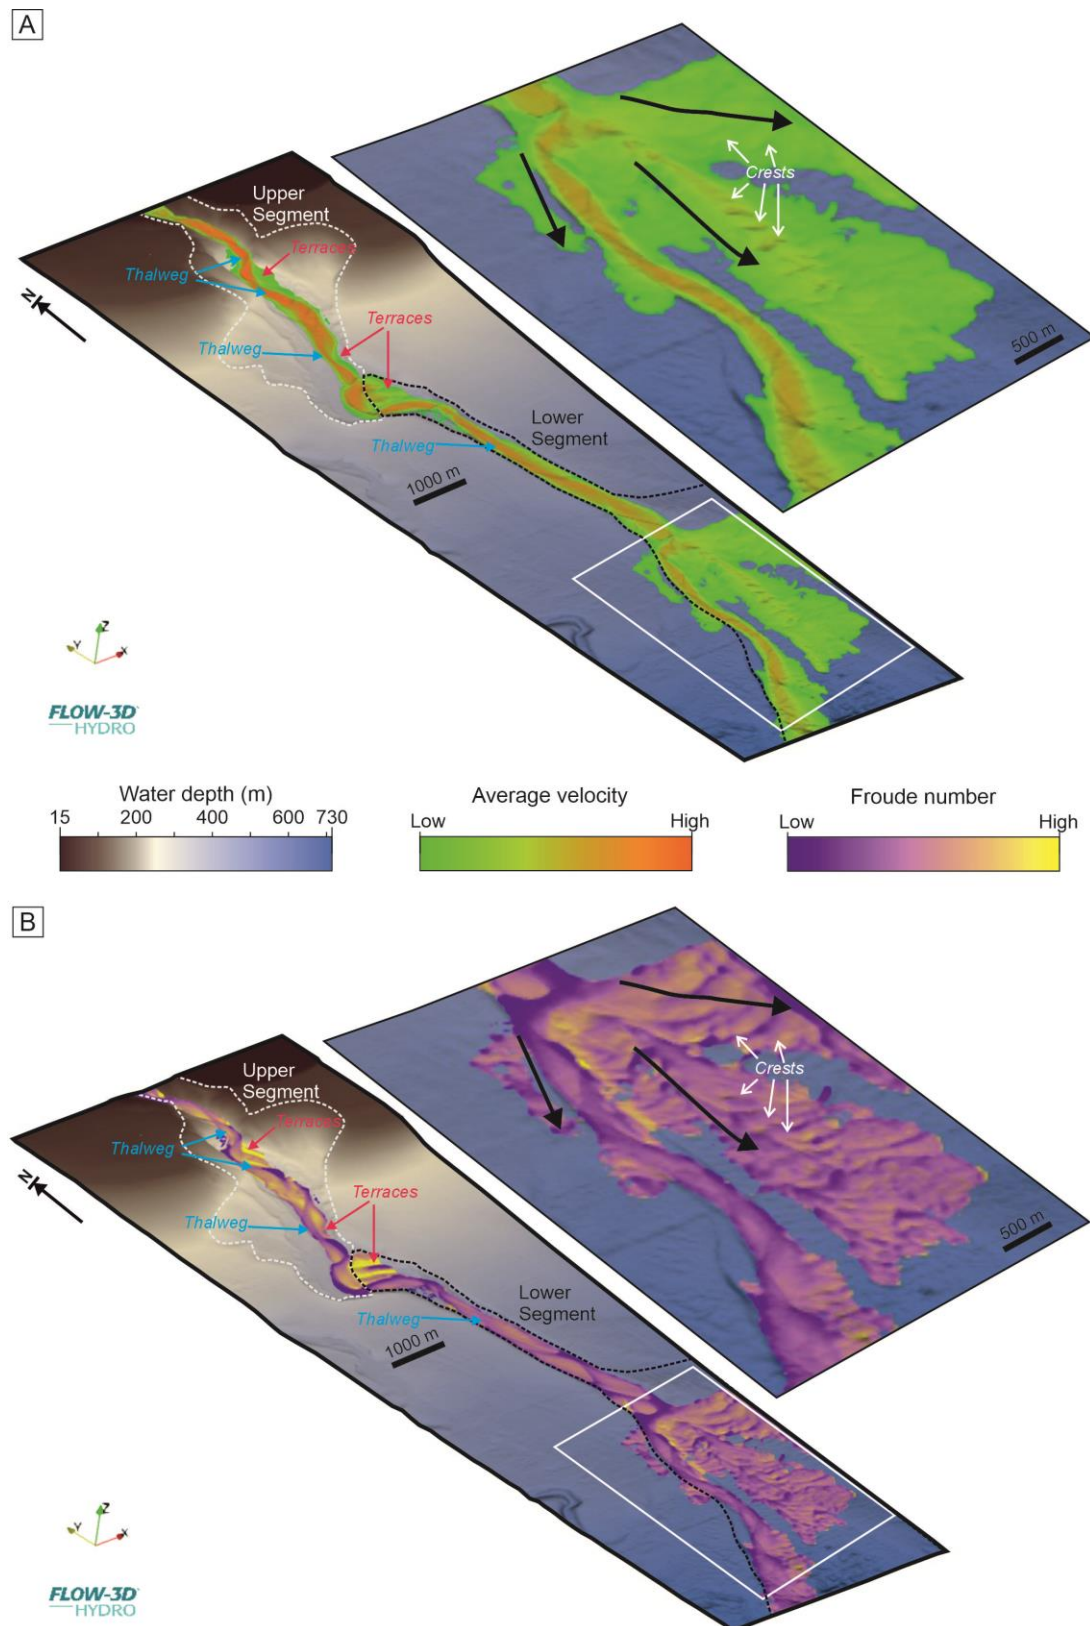 A
Upper
Segment
Terraces
Thalweg
N
Terraces
Thalweg
Lower
Segment
Thalweg
1000 m
Crests
500 m
Z
Y
X
FLOW-3D
HYDRO
Water depth (m)
15 200 400 600 730
Average velocity
Low High
Froude number
Low High
B
Upper
Segment
Terraces
Thalweg
N
Terraces
Thalweg
Lower
Segment
Thalweg
1000 m
Crests
500 m
Z
Y
X
FLOW-3D
HYDRO